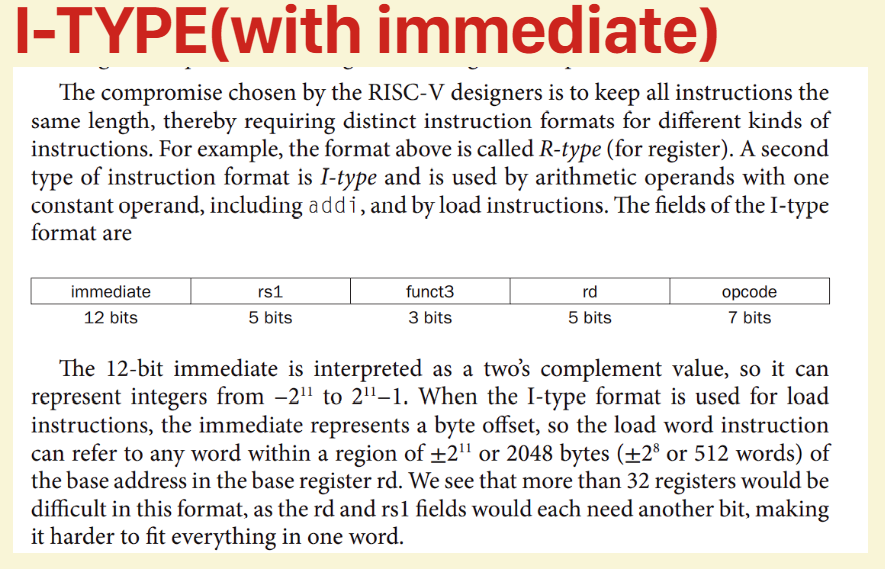 I-TYPE(with immediate)
The compromise chosen by the RISC-V designers is to keep all instructions the
same length, thereby requiring distinct instruction formats for different kinds of
instructions. For example, the format above is called R-type (for register). A second
type of instruction format is I-type and is used by arithmetic operands with one
constant operand, including addi, and by load instructions. The fields of the I-type
format are
immediate rs1 funct3 rd opcode
12 bits 5 bits 3 bits 5 bits 7 bits
The 12-bit immediate is interpreted as a two’s complement value, so it can
represent integers from −2¹¹ to 2¹¹−1. When the I-type format is used for load
instructions, the immediate represents a byte offset, so the load word instruction
can refer to any word within a region of ±2¹¹ or 2048 bytes (±2⁸ or 512 words) of
the base address in the base register rd. We see that more than 32 registers would be
difficult in this format, as the rd and rs1 fields would each need another bit, making
it harder to fit everything in one word.